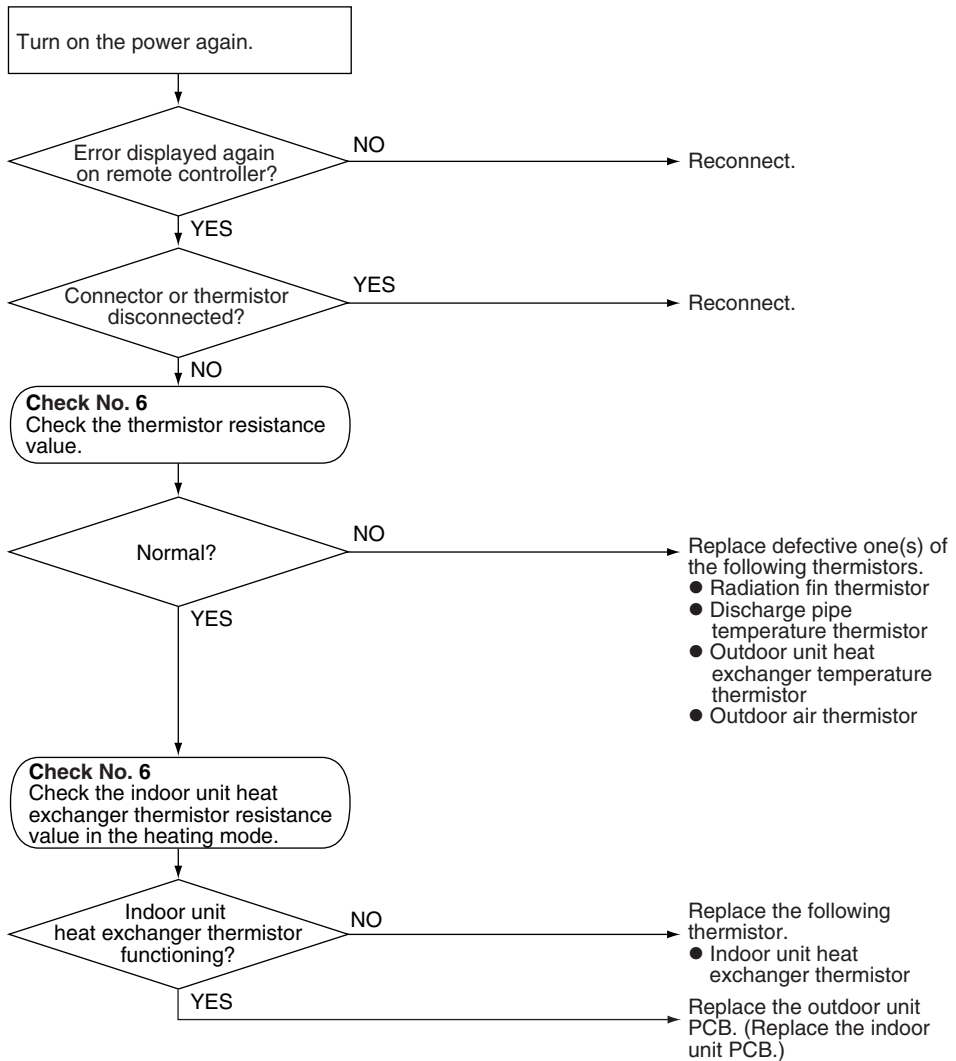 Turn on the power again.
Error displayed again
on remote controller?
NO
Reconnect.
YES
Connector or thermistor
disconnected?
YES
Reconnect.
NO
Check No. 6
Check the thermistor resistance
value.
Normal?
NO
Replace defective one(s) of
the following thermistors.
● Radiation fin thermistor
● Discharge pipe
temperature thermistor
● Outdoor unit heat
exchanger temperature
thermistor
● Outdoor air thermistor
YES
Check No. 6
Check the indoor unit heat
exchanger thermistor resistance
value in the heating mode.
Indoor unit
heat exchanger thermistor
functioning?
NO
Replace the following
thermistor.
● Indoor unit heat
exchanger thermistor
YES
Replace the outdoor unit
PCB. (Replace the indoor
unit PCB.)